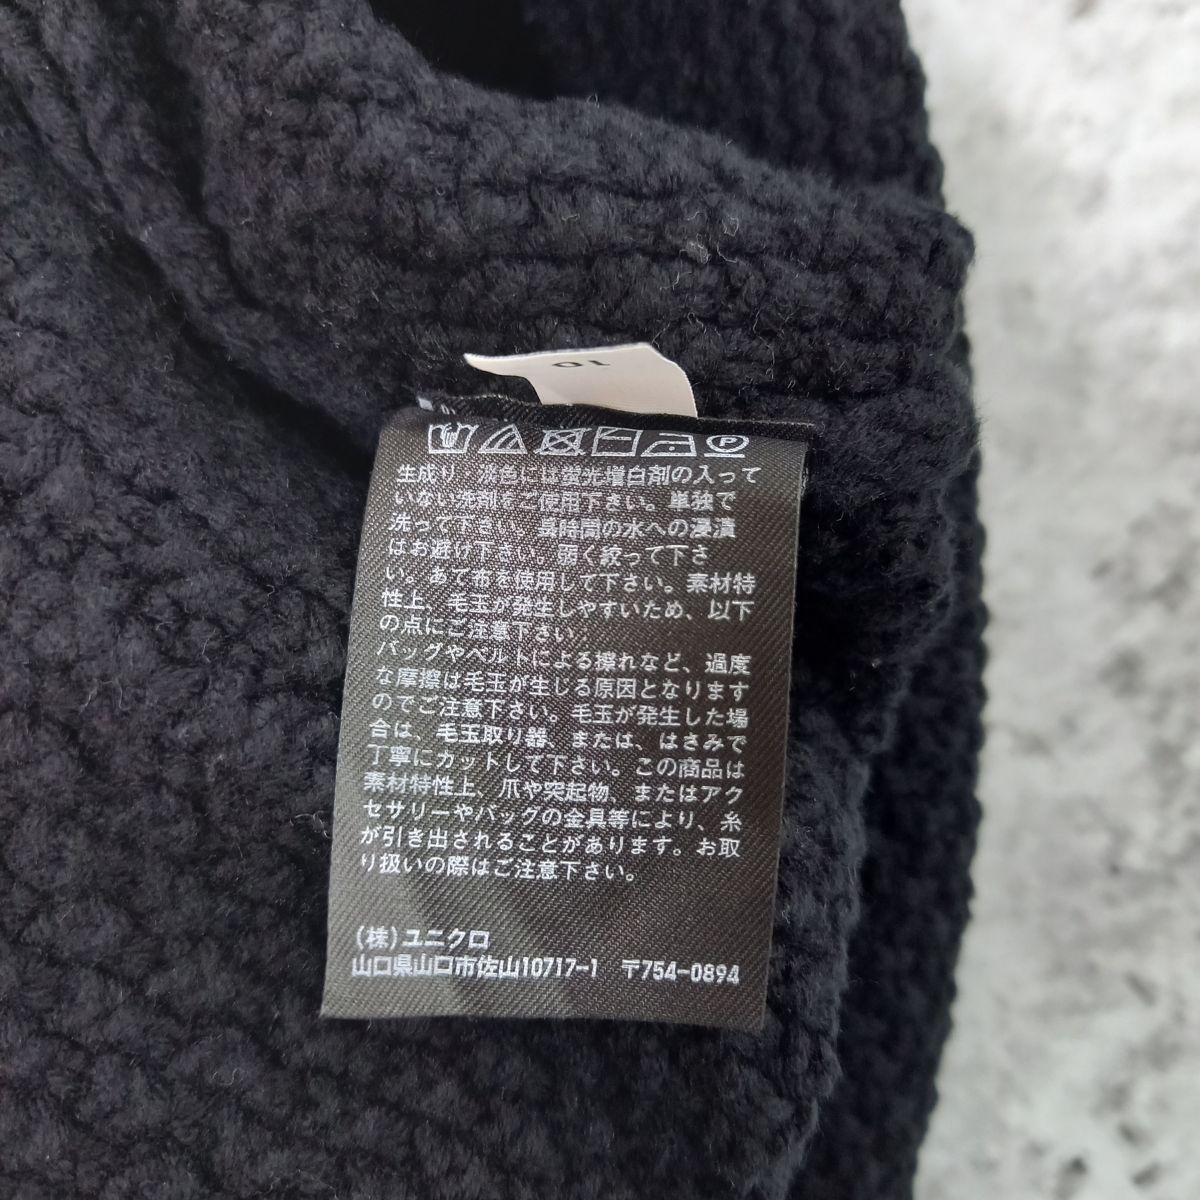 10
P
生成り、淡色には蛍光増白剤の入って
いない洗剤をご使用下さい。単独で
洗って下さい。長時間の水への浸漬
はお避け下さい。弱く絞って下さ
い。あて布を使用して下さい。素材特
性上、毛玉が発生しやすいため、以下
の点にご注意下さい。
バッグやベルトによる擦れなど、過度
な摩擦は毛玉が生じる原因となります
のでご注意下さい。毛玉が発生した場
合は、毛玉取り器、または、はさみで
丁寧にカットして下さい。この商品は
素材特性上、爪や突起物、またはアク
セサリーやバッグの金具等により、糸
が引き出されることがあります。お取
り扱いの際はご注意下さい。
(株)ユニクロ
山口県山口市佐山10717-1 〒754-0894